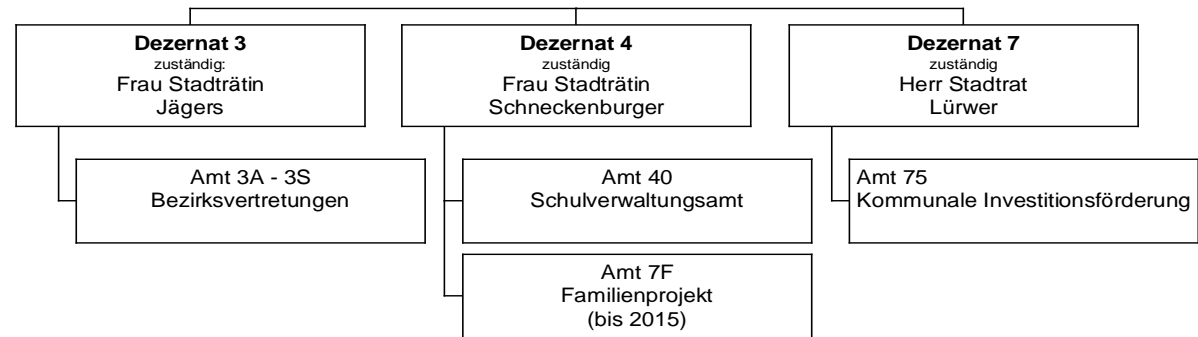 Dezernat 3
zuständig:
Frau Stadträtin
Jägers
Amt 3A - 3S
Bezirksvertretungen
Dezernat 4
zuständig
Frau Stadträtin
Schneckenburger
Amt 40
Schulverwaltungsamt
Amt 7F
Familienprojekt
(bis 2015)
Dezernat 7
zuständig
Herr Stadtrat
Lürwer
Amt 75
Kommunale Investitionsförderung